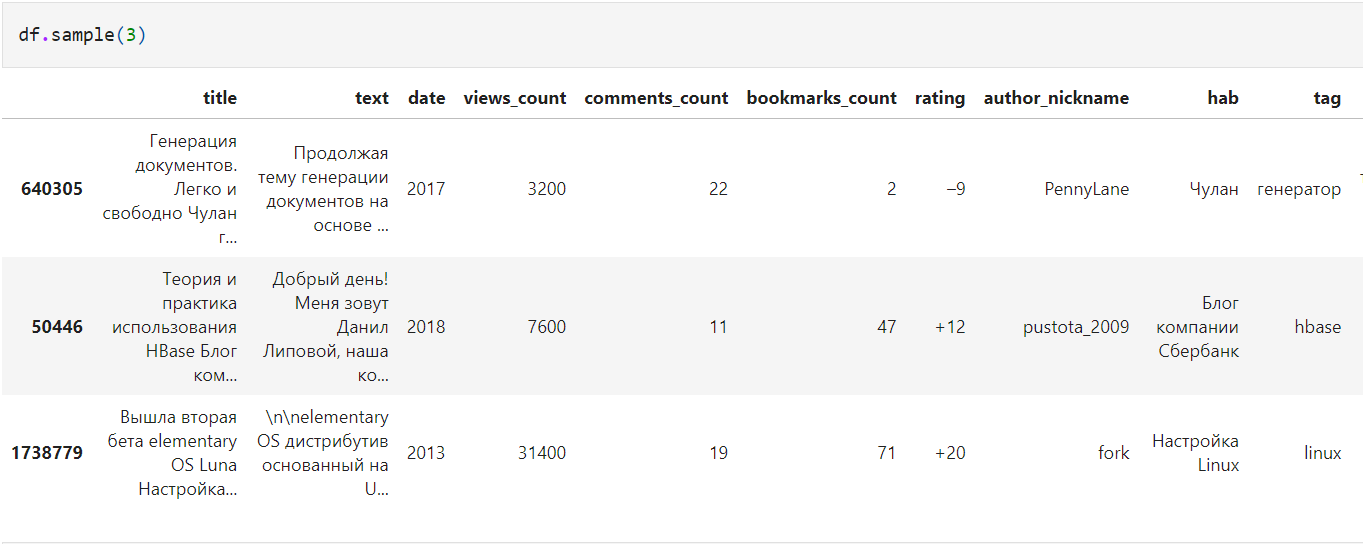 df.sample(3)
title text date views_count comments_count bookmarks_count rating author_nickname hab tag
640305 Генерация документов. Легко и свободно Чулан г... Продолжая тему генерации документов на основе ... 2017 3200 22 2 –9 PennyLane Чулан генератор
50446 Теория и практика использования HBase Блог ком... Добрый день! Меня зовут Данил Липовой, наша ко... 2018 7600 11 47 +12 pustota_2009 Блог компании Сбербанк hbase
1738779 Вышла вторая бета elementary OS Luna Настройка... \n\nelementary OS дистрибутив основанный на U... 2013 31400 19 71 +20 fork Настройка Linux linux